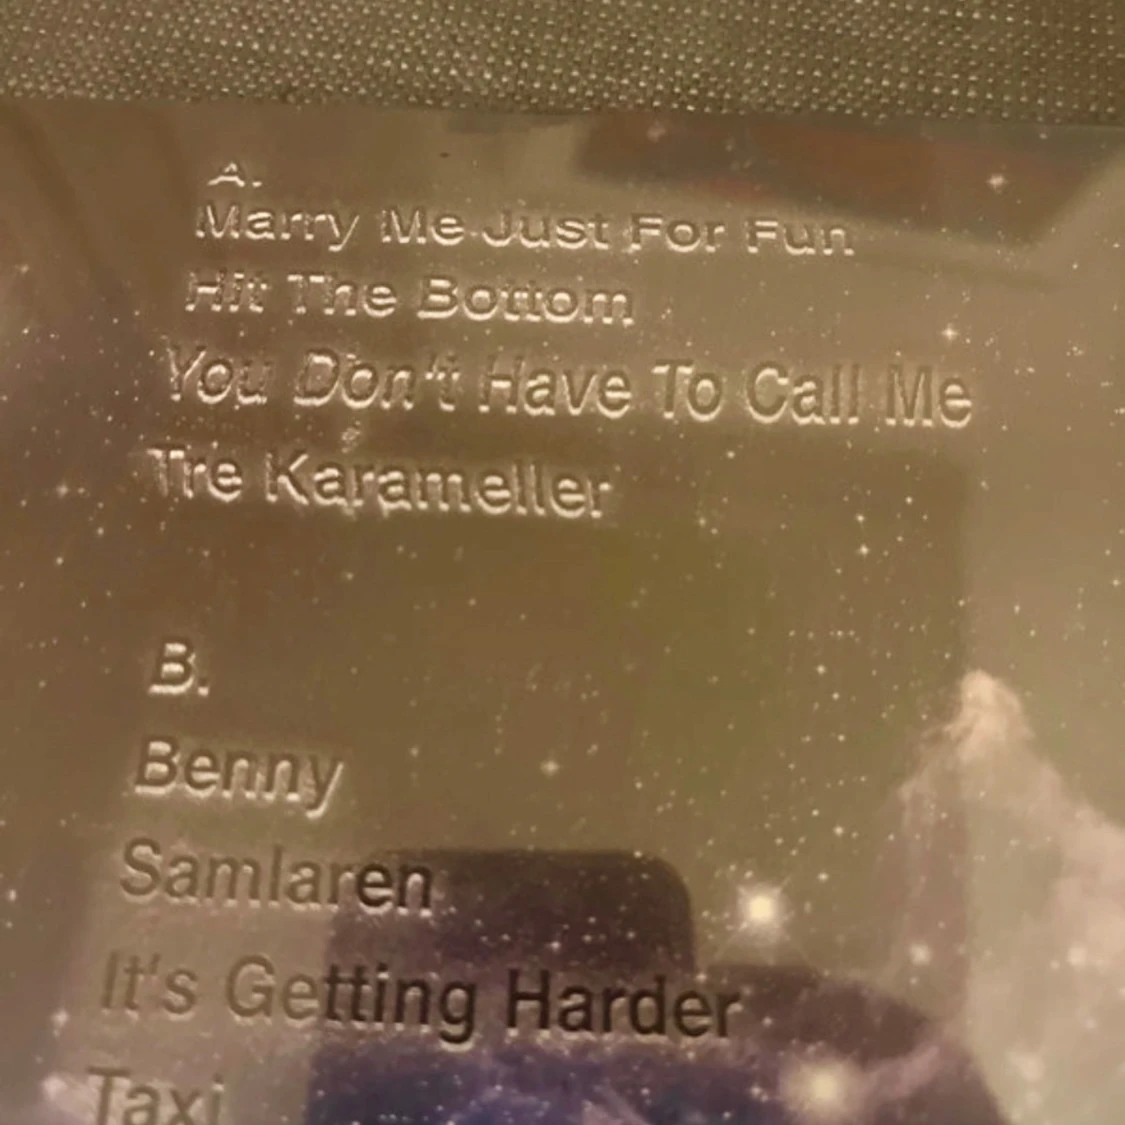 A.
Marry Me Just For Fun
Hit The Bottom
You Don't Have To Call Me
Tre Karameller
B.
Benny
Samlaren
It's Getting Harder
Taxi